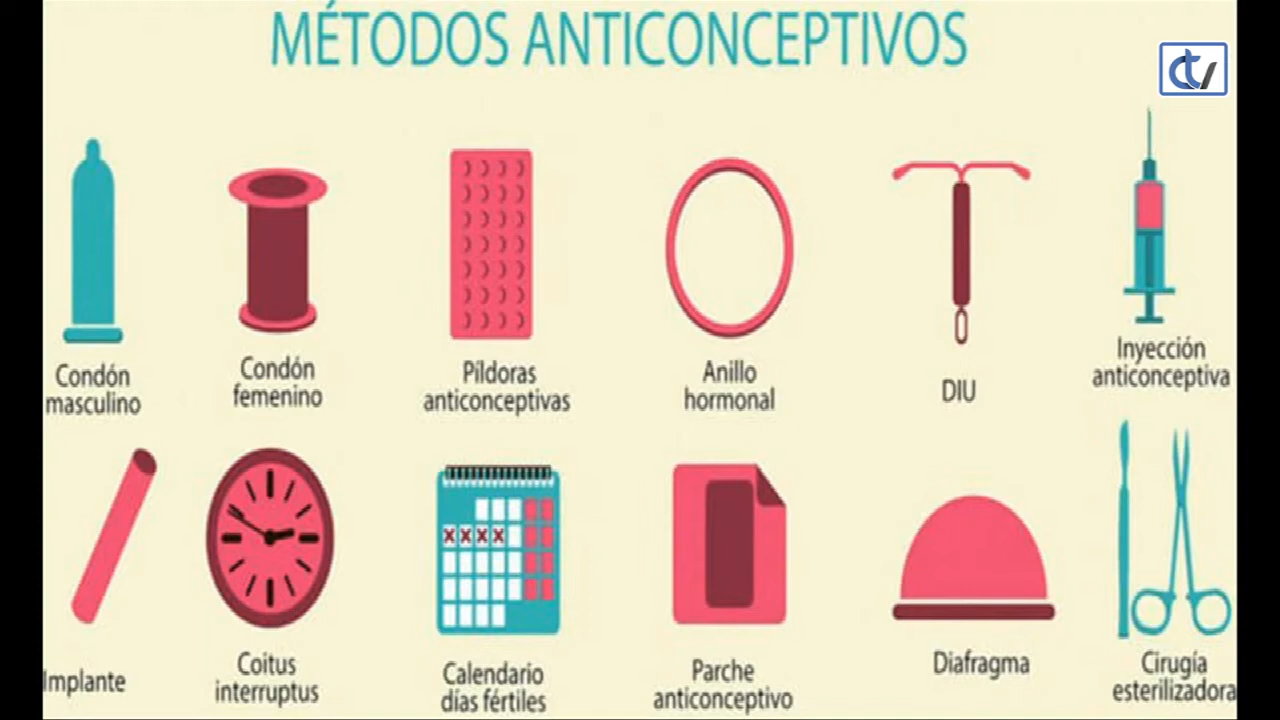 MÉTODOS ANTICONCEPTIVOS
ctv
Condón
masculino
Condón
femenino
Píldoras
anticonceptivas
Anillo
hormonal
DIU
Inyección
anticonceptiva
Implante
Coitus
interruptus
Calendario
días fértiles
Parche
anticonceptivo
Diafragma
Cirugía
esterilizadora